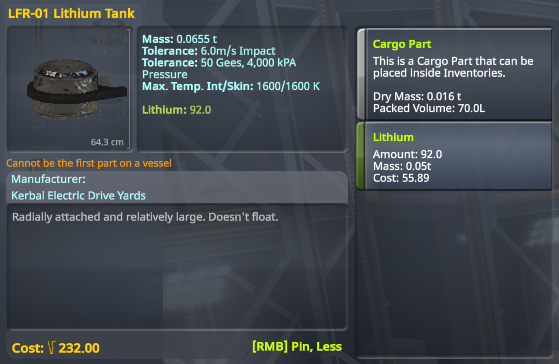 LFR-01 Lithium Tank
64.3 cm
Mass: 0.0655 t
Tolerance: 6.0m/s Impact
Tolerance: 50 Gees, 4,000 kPa
Pressure
Max. Temp. Int/Skin: 1600/1600 K
Lithium: 92.0
Cannot be the first part on a vessel
Manufacturer:
Kerbal Electric Drive Yards
Radially attached and relatively large. Doesn't float.
Cost: 232.00
[RMB] Pin, Less
Cargo Part
This is a Cargo Part that can be
placed inside Inventories.
Dry Mass: 0.016 t
Packed Volume: 70.0L
Lithium
Amount: 92.0
Mass: 0.05t
Cost: 55.89